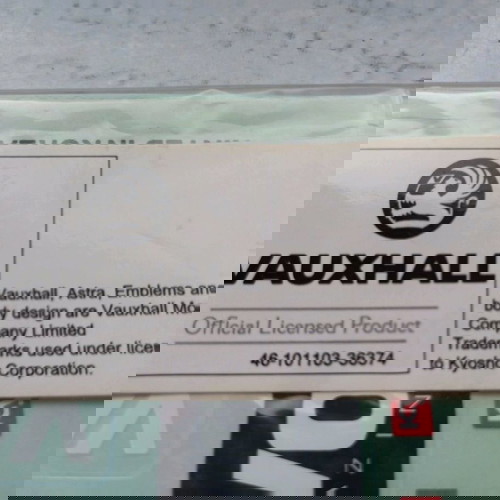 VAUXHALL
Vauxhall, Astra, Emblems and
body design are Vauxhall Mo
Company Limited
Trademarks used under licen
to Kyosho Corporation.
Official Licensed Product
46-101103-36374